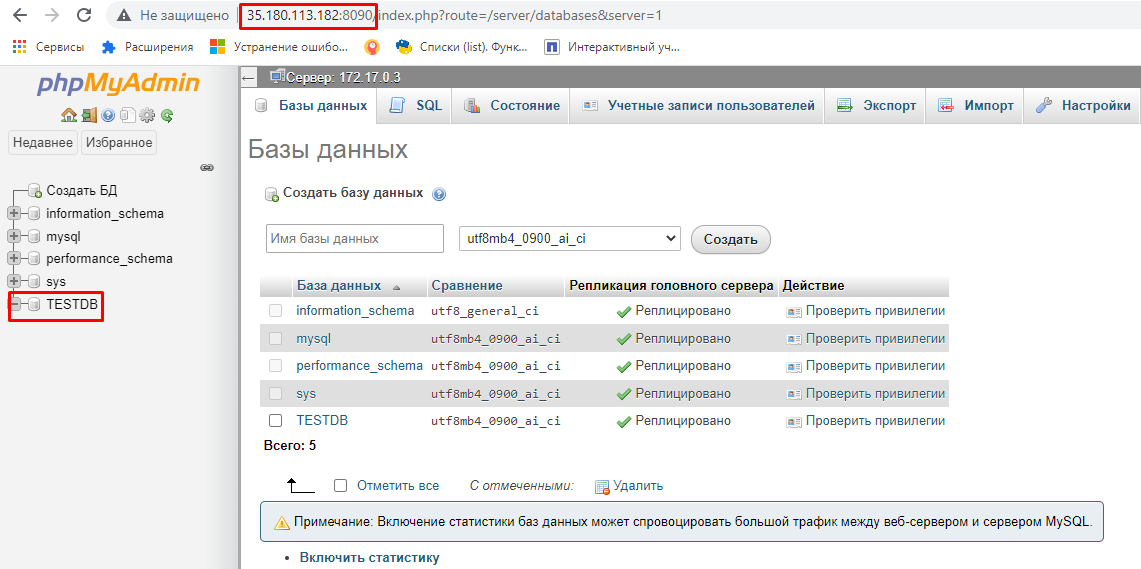 Не защищено 35.180.113.182:8090/index.php?route=/server/databases&server=1
Сервисы Расширения Устранение ошибо... Списки (list). Функ... Интерактивный уч...
phpMyAdmin
Недавнее Избранное
Создать БД
information_schema
mysql
performance_schema
sys
TESTDB
Сервер: 172.17.0.3
Базы данных SQL Состояние Учетные записи пользователей Экспорт Импорт Настройки
Базы данных
Создать базу данных
Имя базы данных utf8mb4_0900_ai_ci Создать
База данных Сравнение Репликация головного сервера Действие
information_schema utf8_general_ci Реплицировано Проверить привилегии
mysql utf8mb4_0900_ai_ci Реплицировано Проверить привилегии
performance_schema utf8mb4_0900_ai_ci Реплицировано Проверить привилегии
sys utf8mb4_0900_ai_ci Реплицировано Проверить привилегии
TESTDB utf8mb4_0900_ai_ci Реплицировано Проверить привилегии
Всего: 5
Отметить все С отмеченными: Удалить
Примечание: Включение статистики баз данных может спровоцировать большой трафик между веб-сервером и сервером MySQL.
• Включить статистику